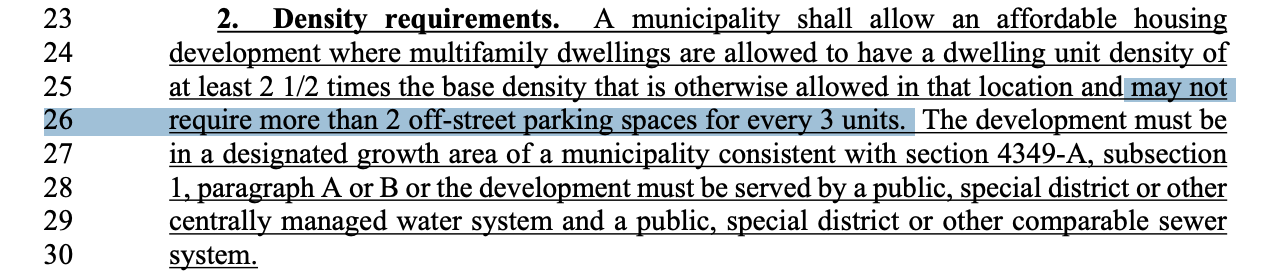 23 2. Density requirements. A municipality shall allow an affordable housing
24 development where multifamily dwellings are allowed to have a dwelling unit density of
25 at least 2 1/2 times the base density that is otherwise allowed in that location and may not
26 require more than 2 off-street parking spaces for every 3 units. The development must be
27 in a designated growth area of a municipality consistent with section 4349-A, subsection
28 1, paragraph A or B or the development must be served by a public, special district or other
29 centrally managed water system and a public, special district or other comparable sewer
30 system.